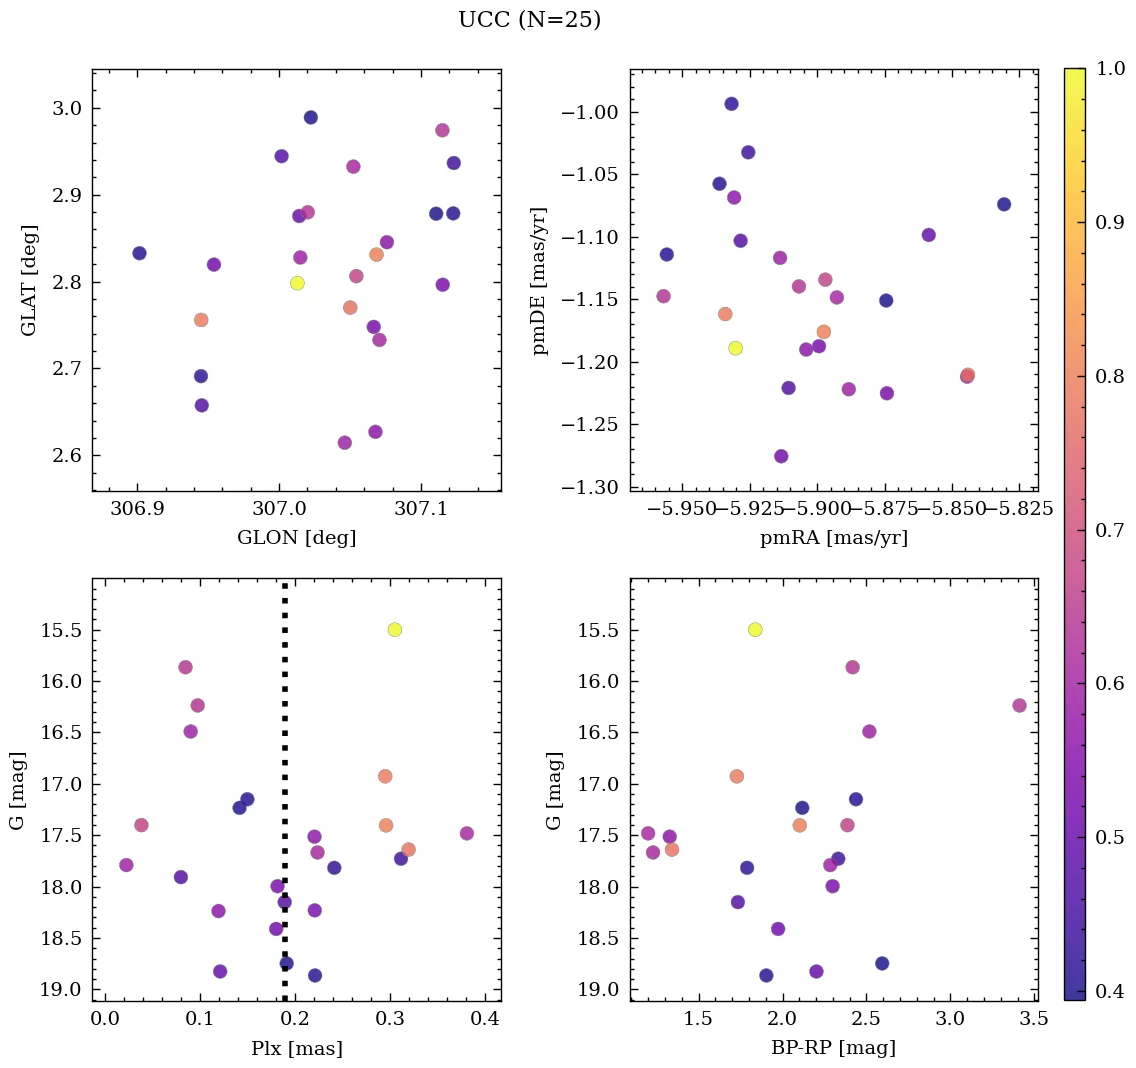 UCC (N=25)
3.0
2.9
2.8
2.7
2.6
GLAT [deg]
306.9 307.0 307.1
GLON [deg]
−1.00
−1.05
−1.10
−1.15
−1.20
−1.25
−1.30
pmDE [mas/yr]
−5.950 −5.925 −5.900 −5.875 −5.850 −5.825
pmRA [mas/yr]
15.5
16.0
16.5
17.0
17.5
18.0
18.5
19.0
G [mag]
0.0 0.1 0.2 0.3 0.4
Plx [mas]
15.5
16.0
16.5
17.0
17.5
18.0
18.5
19.0
G [mag]
1.5 2.0 2.5 3.0 3.5
BP-RP [mag]
1.0
0.9
0.8
0.7
0.6
0.5
0.4